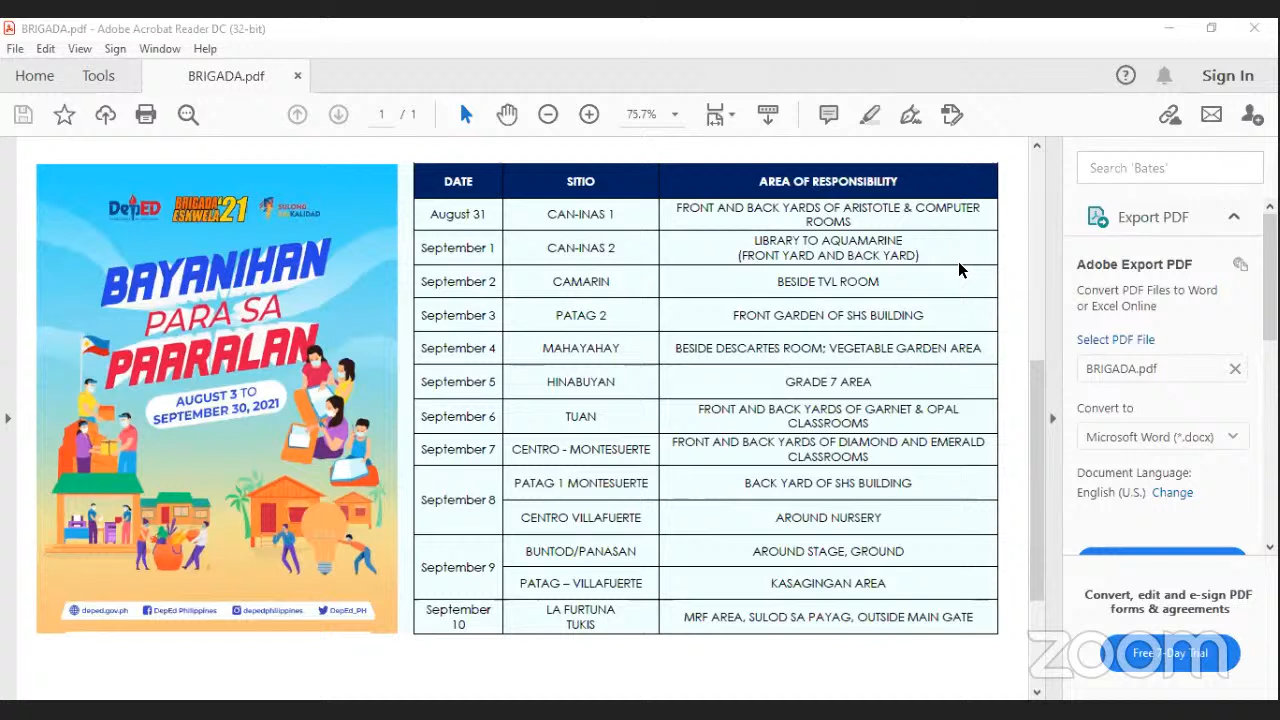 BRIGADA.pdf - Adobe Acrobat Reader DC (32-bit)
File Edit View Sign Window Help
Home Tools BRIGADA.pdf × Sign In
1 / 1 75.7%
DepED BRIGADA ESKWELA '21 SULONG EduKALIDAD
BAYANIHAN
PARA SA
PAARALAN
AUGUST 3 TO
SEPTEMBER 30, 2021
deped.gov.ph DepEd Philippines depedphilippines DepEd_PH
DATE SITIO AREA OF RESPONSIBILITY
August 31 CAN-INAS 1 FRONT AND BACK YARDS OF ARISTOTLE & COMPUTER
ROOMS
September 1 CAN-INAS 2 LIBRARY TO AQUAMARINE
(FRONT YARD AND BACK YARD)
September 2 CAMARIN BESIDE TVL ROOM
September 3 PATAG 2 FRONT GARDEN OF SHS BUILDING
September 4 MAHAYAHAY BESIDE DESCARTES ROOM; VEGETABLE GARDEN AREA
September 5 HINABUYAN GRADE 7 AREA
September 6 TUAN FRONT AND BACK YARDS OF GARNET & OPAL
CLASSROOMS
September 7 CENTRO - MONTESUERTE FRONT AND BACK YARDS OF DIAMOND AND EMERALD
CLASSROOMS
September 8 PATAG 1 MONTESUERTE BACK YARD OF SHS BUILDING
CENTRO VILLAFUERTE AROUND NURSERY
September 9 BUNTOD/PANASAN AROUND STAGE, GROUND
PATAG – VILLAFUERTE KASAGINGAN AREA
September
10
LA FURTUNA
TUKIS
MRF AREA, SULOD SA PAYAG, OUTSIDE MAIN GATE
Search 'Bates'
Export PDF
Adobe Export PDF
Convert PDF Files to Word
or Excel Online
Select PDF File
BRIGADA.pdf
Convert to
Microsoft Word (*.docx)
Document Language:
English (U.S.) Change
Convert, edit and e-sign PDF
forms & agreements
Free 7-Day Trial
zoom